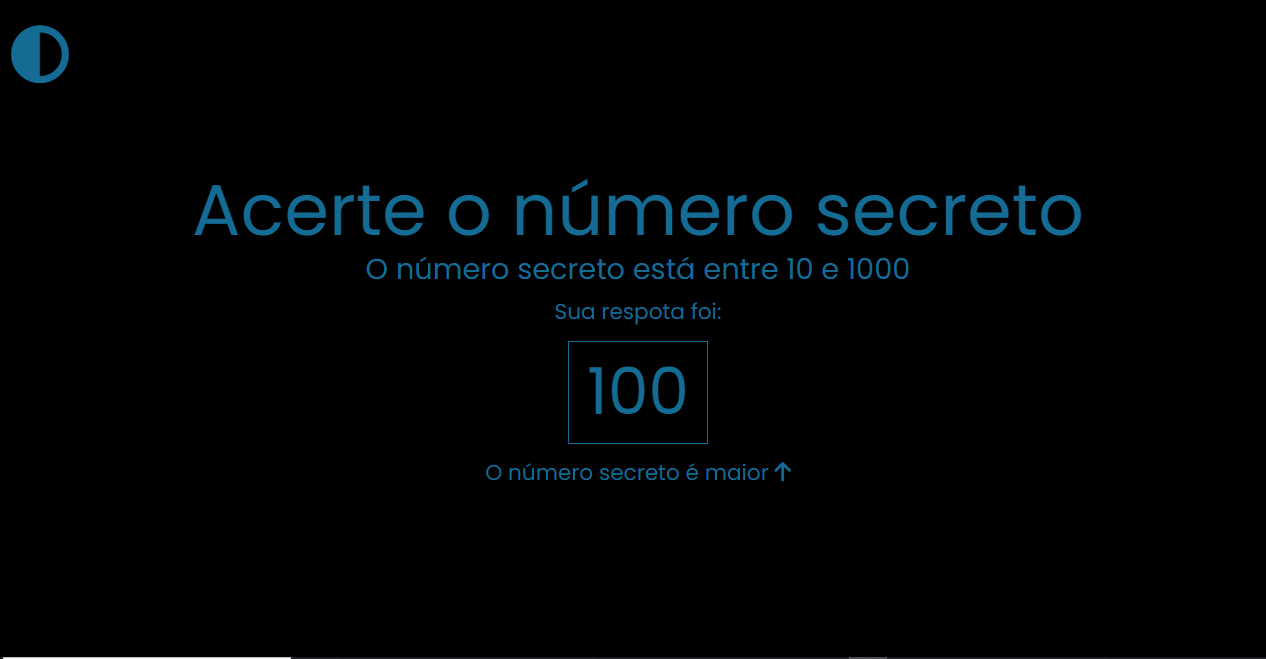 Acerte o número secreto
O número secreto está entre 10 e 1000
Sua respota foi:
100
O número secreto é maior